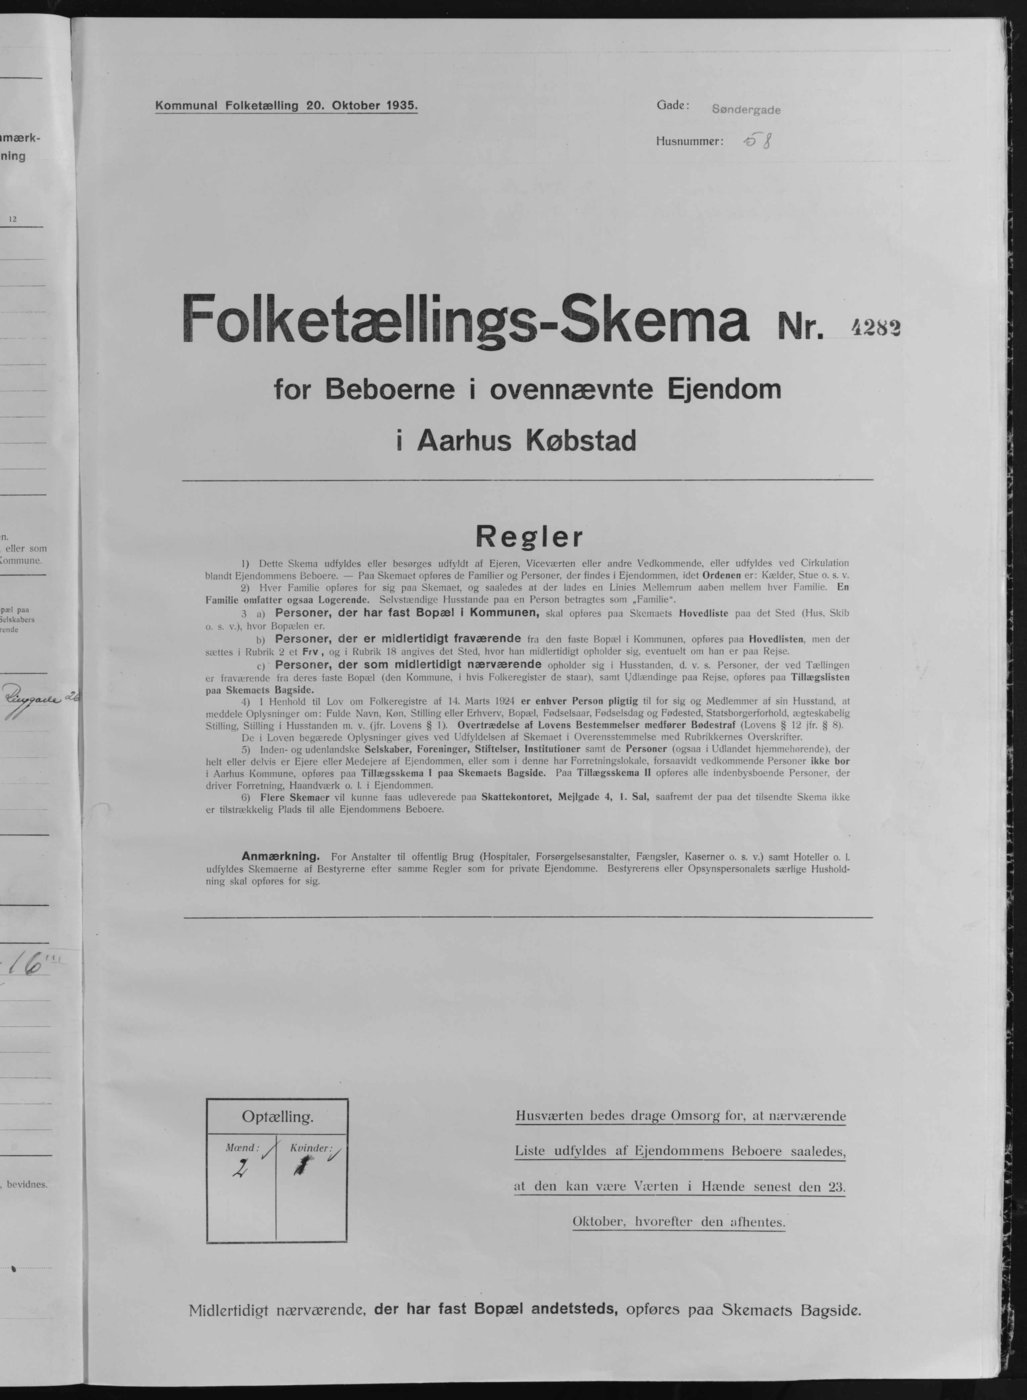 Kommunal Folketælling 20. Oktober 1935.
Gade: Søndergade
Husnummer: 58
Folketællings-Skema Nr. 4282
for Beboerne i ovennævnte Ejendom
i Aarhus Købstad
Regler
1) Dette Skema udfyldes eller besørges udfyldt af Ejeren, Viceværten eller andre Vedkommende, eller udfyldes ved Cirkulation
blandt Ejendommens Beboere. — Paa Skemaet opføres de Familier og Personer, der findes i Ejendommen, idet Ordenen er: Kælder, Stue o. s. v.
2) Hver Familie opføres for sig paa Skemaet, og saaledes at der lades en Linies Mellemrum aaben mellem hver Familie. En
Familie omfatter ogsaa Logerende. Selvstændige Husstande paa en Person betragtes som „Familie“.
3 a) Personer, der har fast Bopæl i Kommunen, skal opføres paa Skemaets Hovedliste paa det Sted (Hus, Skib
o. s. v.), hvor Bopælen er.
b) Personer, der er midlertidigt fraværende fra den faste Bopæl i Kommunen, opføres paa Hovedlisten, men der
sættes i Rubrik 2 et Frv, og i Rubrik 18 angives det Sted, hvor han midlertidigt opholder sig, eventuelt om han er paa Rejse.
c) Personer, der som midlertidigt nærværende opholder sig i Husstanden, d. v. s. Personer, der ved Tællingen
er fraværende fra deres faste Bopæl (den Kommune, i hvis Folkeregister de staar), samt Udlændinge paa Rejse, opføres paa Tillægslisten
paa Skemaets Bagside.
4) I Henhold til Lov om Folkeregistre af 14. Marts 1924 er enhver Person pligtig til for sig og Medlemmer af sin Husstand, at
meddele Oplysninger om: Fulde Navn, Køn, Stilling eller Erhverv, Bopæl, Fødselsaar, Fødselsdag og Fødested, Statsborgerforhold, ægteskabelig
Stilling, Stilling i Husstanden m. v. (jfr. Lovens § 1). Overtrædelse af Lovens Bestemmelser medfører Bødestraf (Lovens § 12 jfr. § 8).
De i Loven begærede Oplysninger gives ved Udfyldelsen af Skemaet i Overensstemmelse med Rubrikkernes Overskrifter.
5) Inden- og udenlandske Selskaber, Foreninger, Stiftelser, Institutioner samt de Personer (ogsaa i Udlandet hjemmehørende), der
helt eller delvis er Ejere eller Medejere af Ejendommen, eller som i denne har Forretningslokale, forsaavidt vedkommende Personer ikke bor
i Aarhus Kommune, opføres paa Tillægsskema I paa Skemaets Bagside. Paa Tillægsskema II opføres alle indenbysboende Personer, der
driver Forretning, Haandværk o. l. i Ejendommen.
6) Flere Skemaer vil kunne faas udleverede paa Skattekontoret, Mejlgade 4, 1. Sal, saafremt der paa det tilsendte Skema ikke
er tilstrækkelig Plads til alle Ejendommens Beboere.
Anmærkning. For Anstalter til offentlig Brug (Hospitaler, Forsørgelsesanstalter, Fængsler, Kaserner o. s. v.) samt Hoteller o. l.
udfyldes Skemaerne af Bestyrerne efter samme Regler som for private Ejendomme. Bestyrerens eller Opsynspersonalets særlige Hushold-
ning skal opføres for sig.
Optælling.
Mænd: Kvinder:
2 1
Husværten bedes drage Omsorg for, at nærværende
Liste udfyldes af Ejendommens Beboere saaledes,
at den kan være Værten i Hænde senest den 23.
Oktober, hvorefter den afhentes.
Midlertidigt nærværende, der har fast Bopæl andetsteds, opføres paa Skemaets Bagside.
mærk-
ning
12
n.
, eller som
Kommune.
pæl paa
Selskabers
rende
16
, bevidnes.